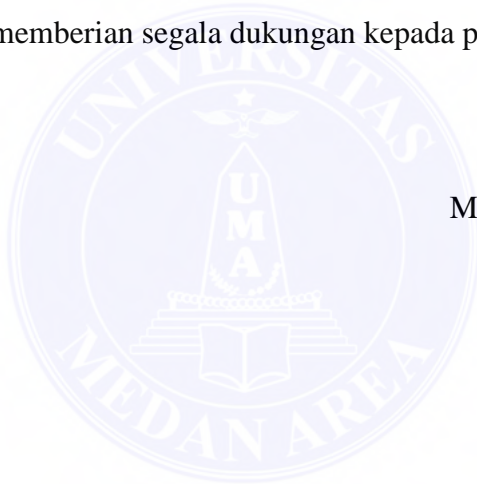 memberian segala dukungan kepada p
UNIVERSITAS
UMA
M
MEDAN AREA